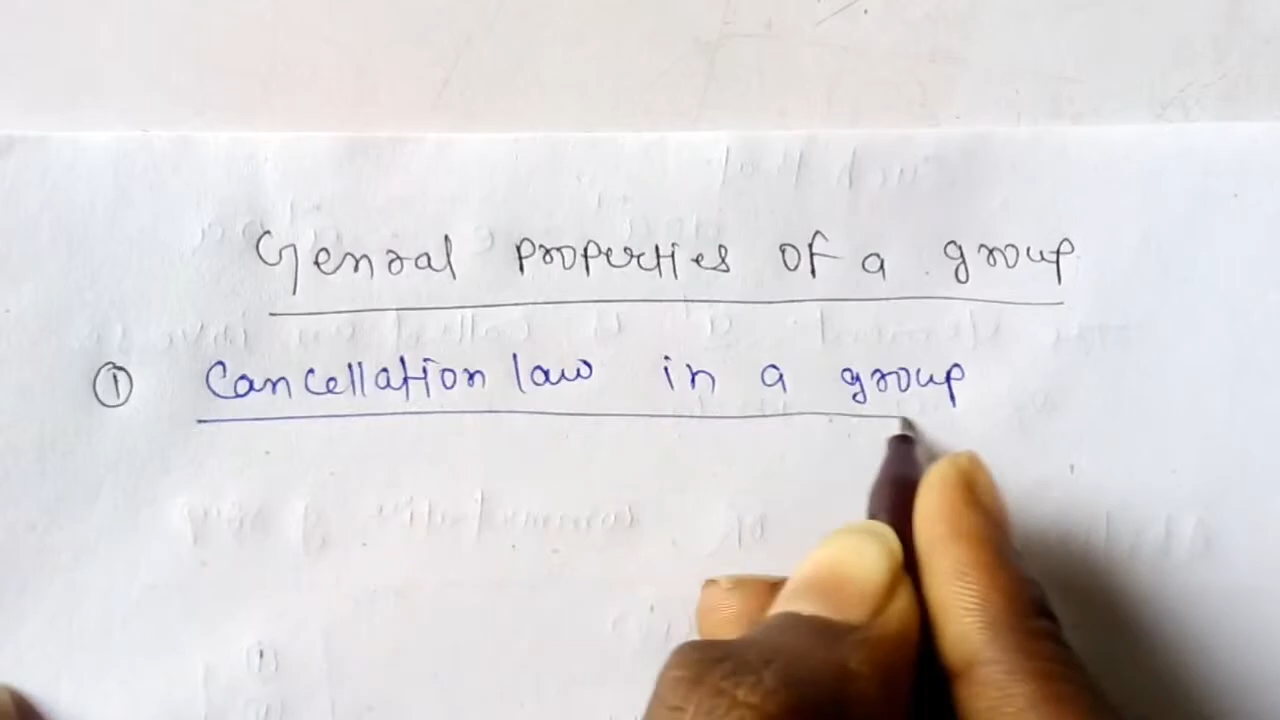 Genral properties of a group
① Cancellation law in a group